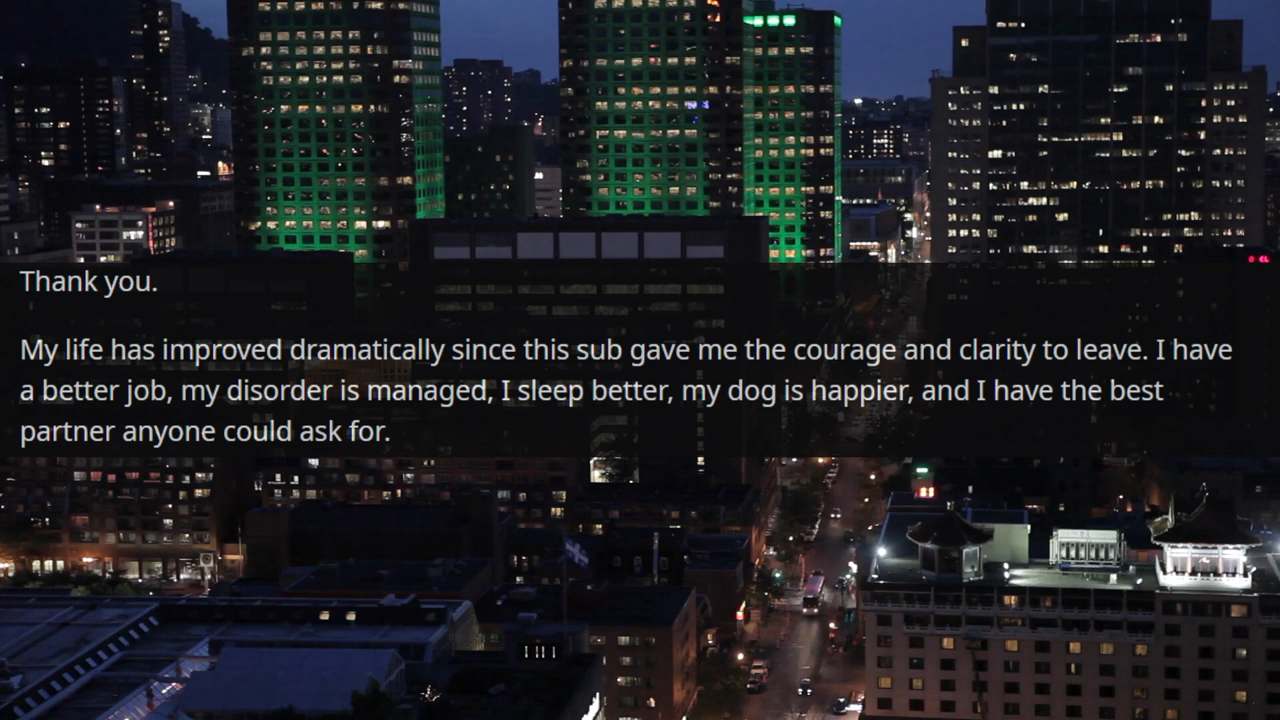 Thank you.
My life has improved dramatically since this sub gave me the courage and clarity to leave. I have
a better job, my disorder is managed, I sleep better, my dog is happier, and I have the best
partner anyone could ask for.